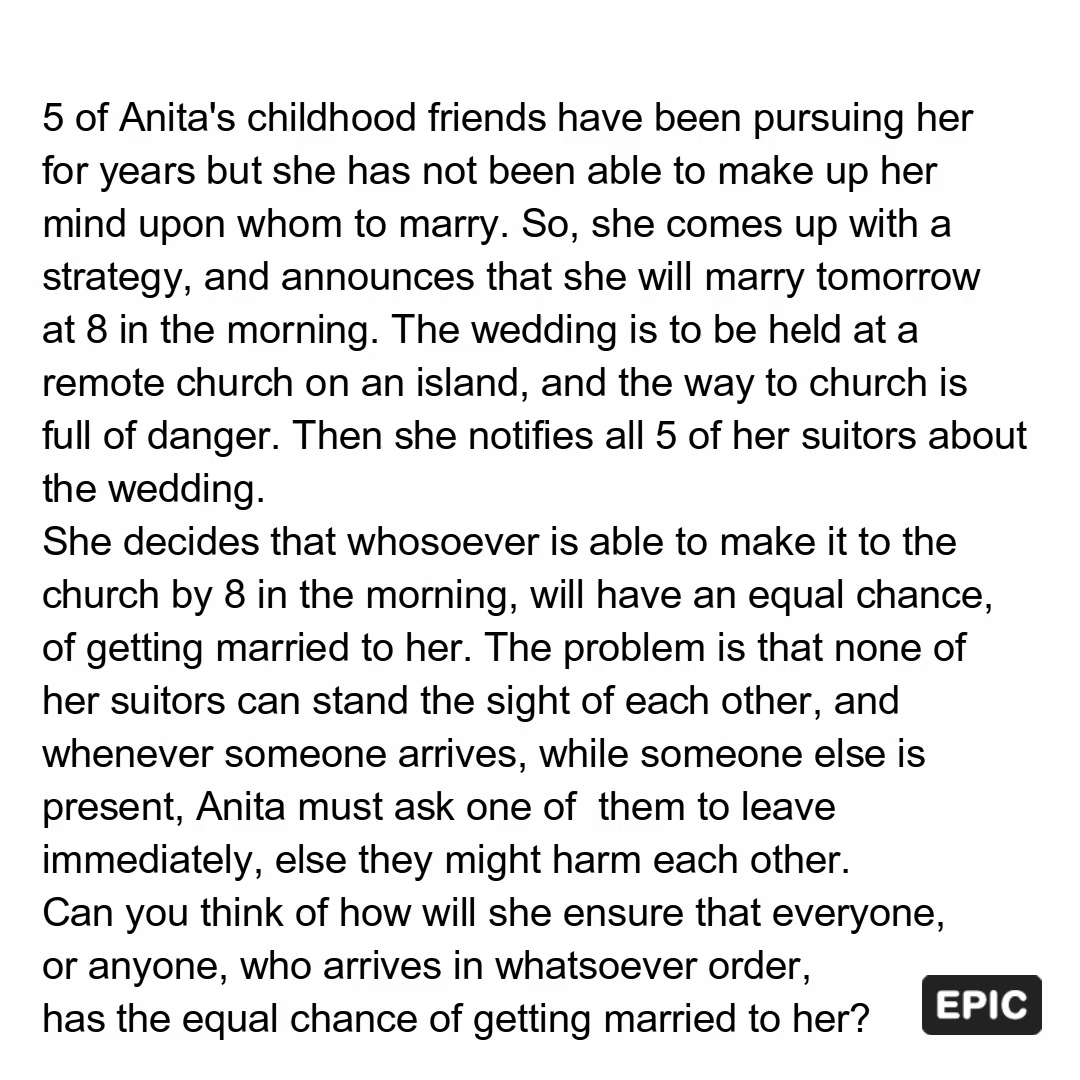 5 of Anita's childhood friends have been pursuing her
for years but she has not been able to make up her
mind upon whom to marry. So, she comes up with a
strategy, and announces that she will marry tomorrow
at 8 in the morning. The wedding is to be held at a
remote church on an island, and the way to church is
full of danger. Then she notifies all 5 of her suitors about
the wedding.
She decides that whosoever is able to make it to the
church by 8 in the morning, will have an equal chance,
of getting married to her. The problem is that none of
her suitors can stand the sight of each other, and
whenever someone arrives, while someone else is
present, Anita must ask one of  them to leave
immediately, else they might harm each other.
Can you think of how will she ensure that everyone,
or anyone, who arrives in whatsoever order,
has the equal chance of getting married to her?
EPIC